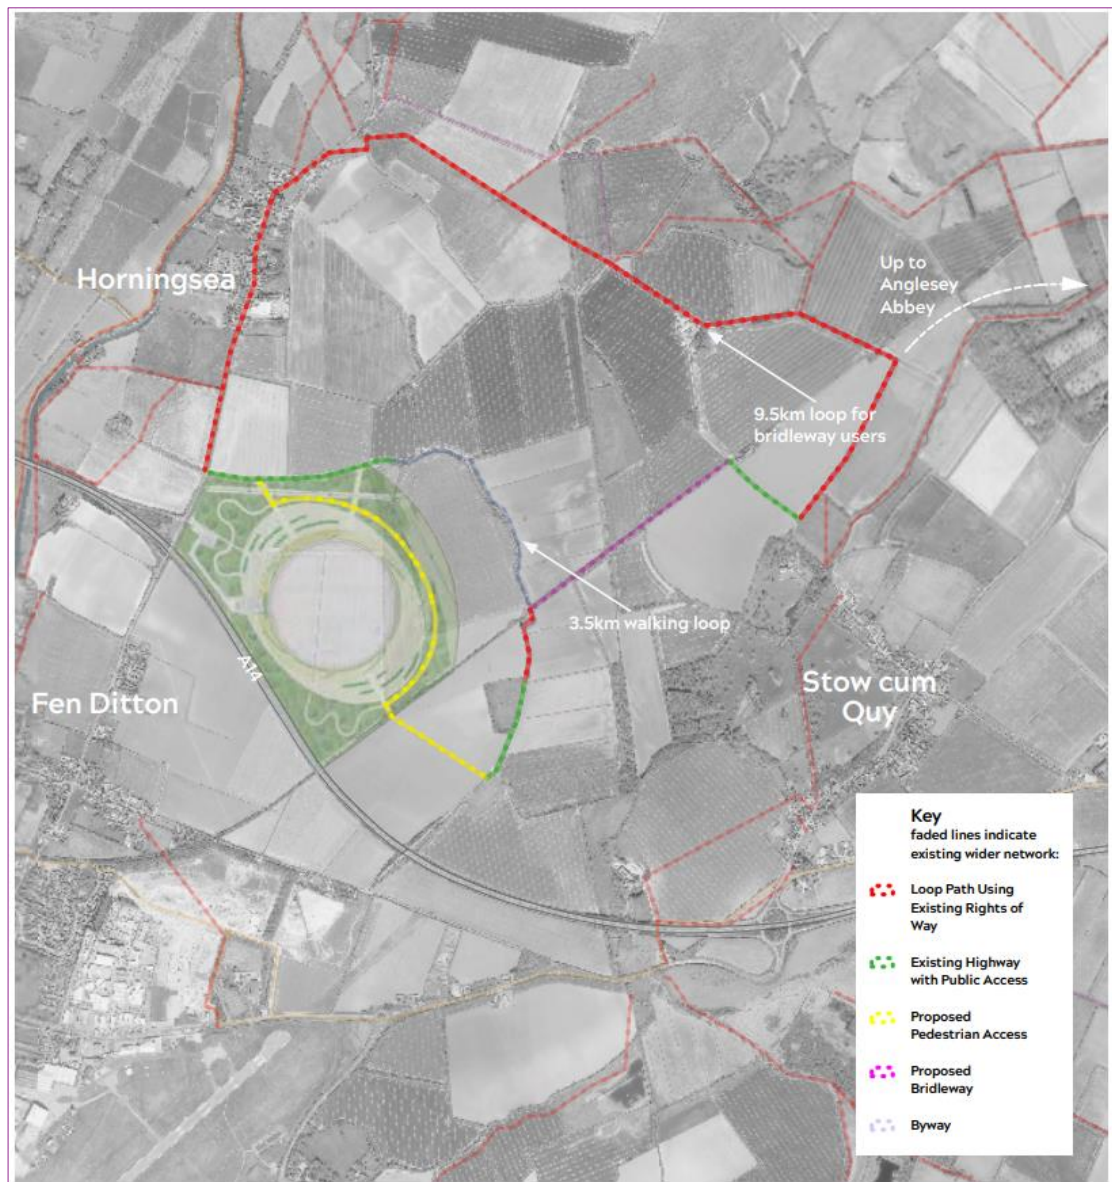 Horningsea
Up to
Anglesey
Abbey
9.5km loop for
bridleway users
3.5km walking loop
A14
Fen Ditton
Stow cum
Quy
Key
faded lines indicate
existing wider network:
Loop Path Using
Existing Rights of
Way
Existing Highway
with Public Access
Proposed
Pedestrian Access
Proposed
Bridleway
Byway